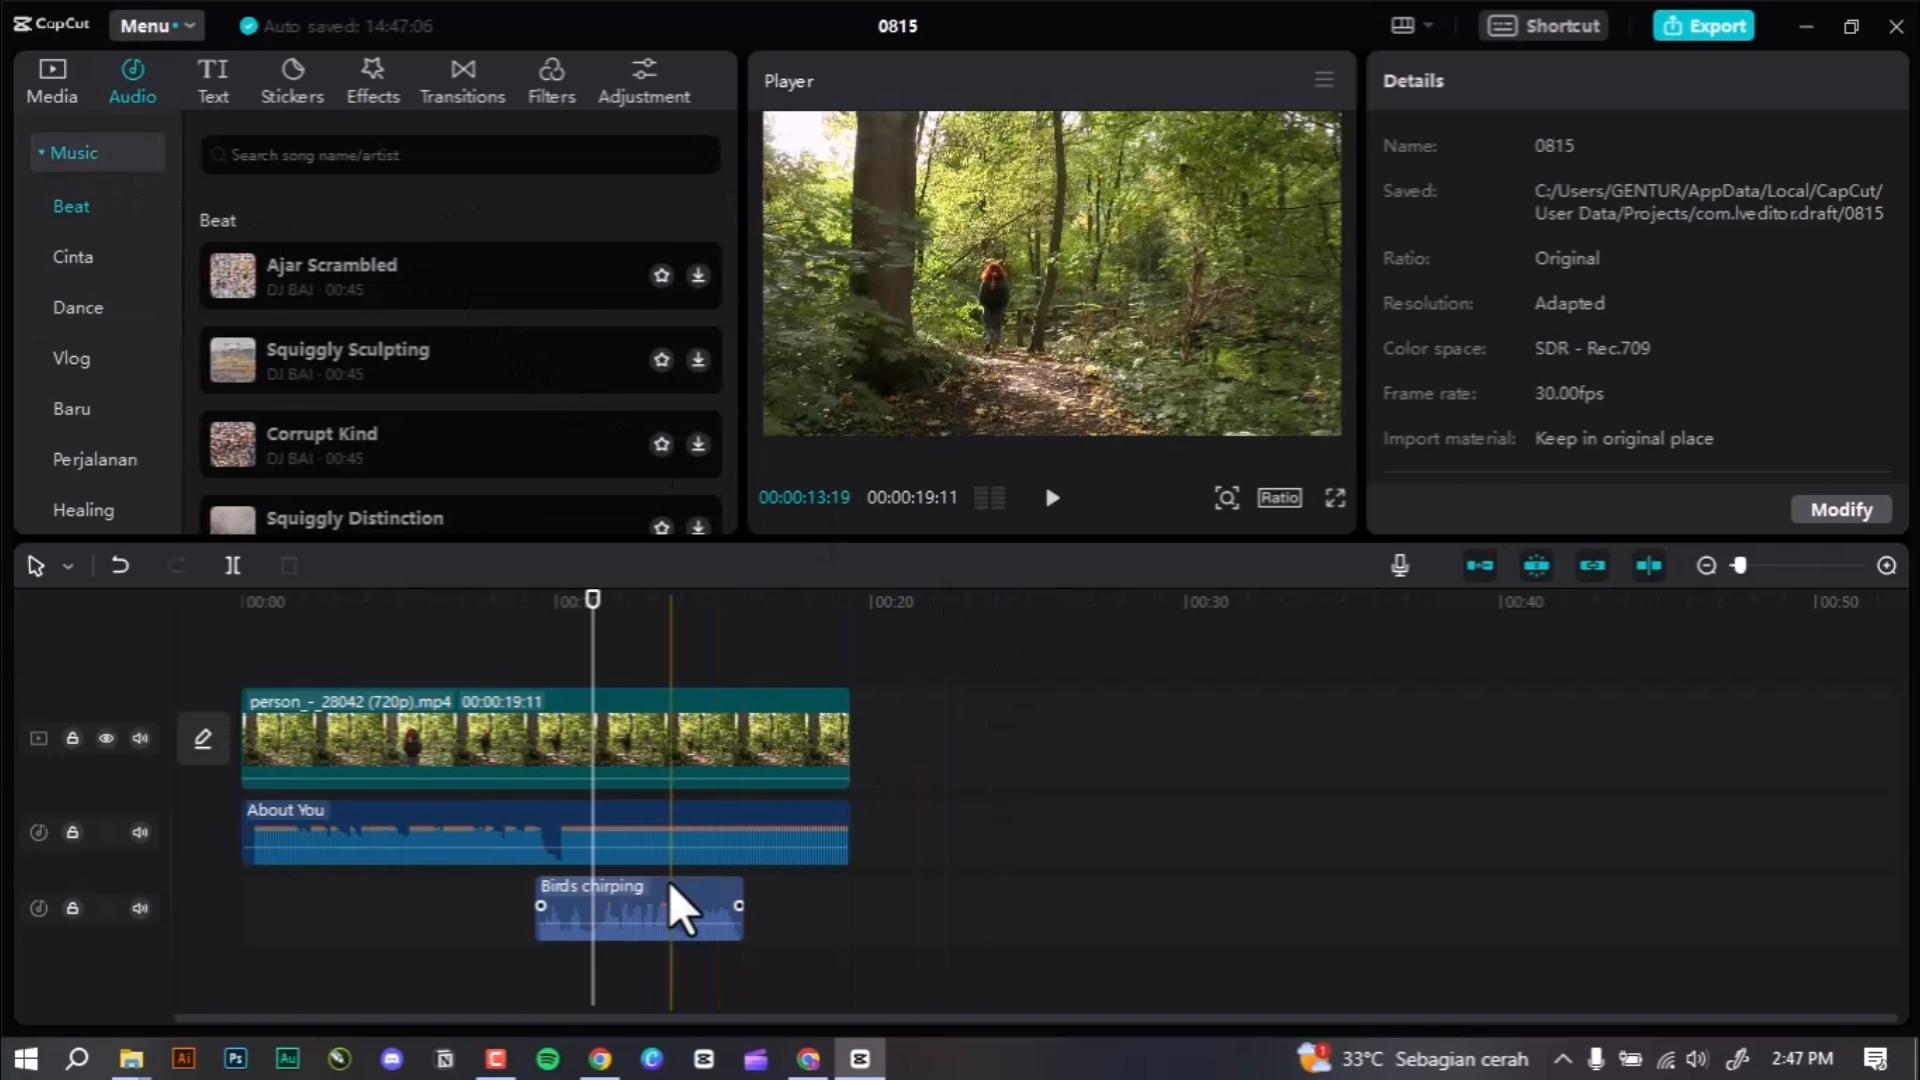 CapCut
Menu
Auto saved: 14:47:06
0815
Shortcut
Export
Media
Audio
TI
Text
Stickers
Effects
Transitions
Filters
Adjustment
Music
Beat
Cinta
Dance
Vlog
Baru
Perjalanan
Healing
Search song name/artist
Beat
Ajar Scrambled
DJ BAI - 00:45
Squiggly Sculpting
DJ BAI - 00:45
Corrupt Kind
DJ BAI - 00:45
Squiggly Distinction
Player
00:00:13:19
00:00:19:11
Ratio
Details
Name: 0815
Saved: C:/Users/GENTUR/AppData/Local/CapCut/
User Data/Projects/com.lveditor.draft/0815
Ratio: Original
Resolution: Adapted
Color space: SDR - Rec.709
Frame rate: 30.00fps
Import material: Keep in original place
Modify
00:00
00:20
00:30
00:40
00:50
person_-_28042 (720p).mp4 00:00:19:11
About You
Birds chirping
Ai
Ps
Au
1
33°C Sebagian cerah
2:47 PM